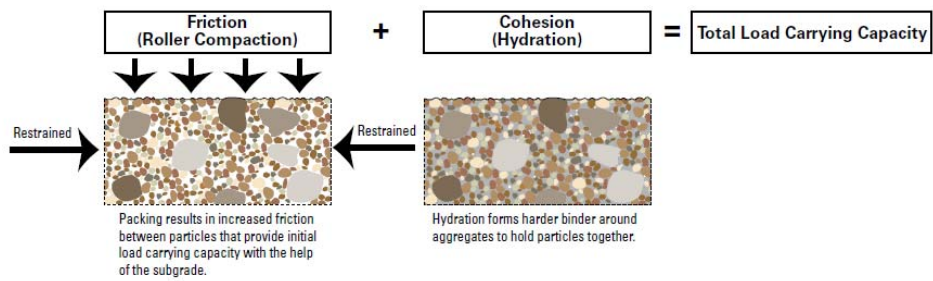 Friction
(Roller Compaction)
+
Cohesion
(Hydration)
=
Total Load Carrying Capacity
Restrained
Restrained
Packing results in increased friction
between particles that provide initial
load carrying capacity with the help
of the subgrade.
Hydration forms harder binder around
aggregates to hold particles together.